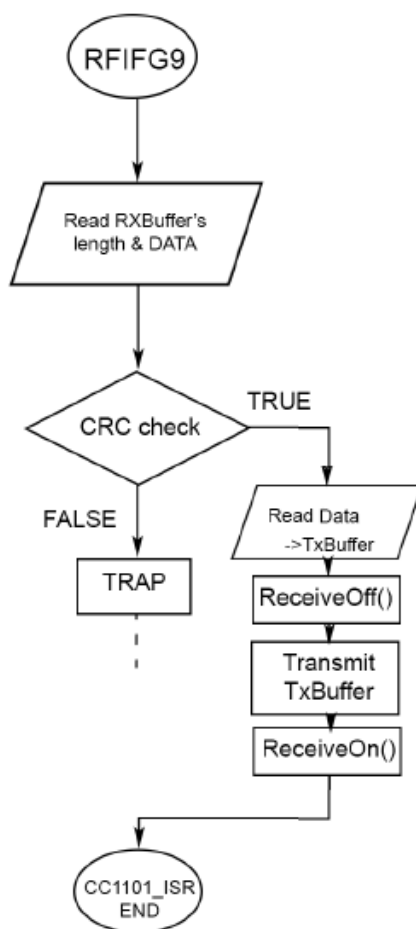 RFIFG9
Read RXBuffer's
length & DATA
CRC check
TRUE
FALSE
TRAP
Read Data
->TxBuffer
ReceiveOff()
Transmit
TxBuffer
ReceiveOn()
CC1101_ISR
END